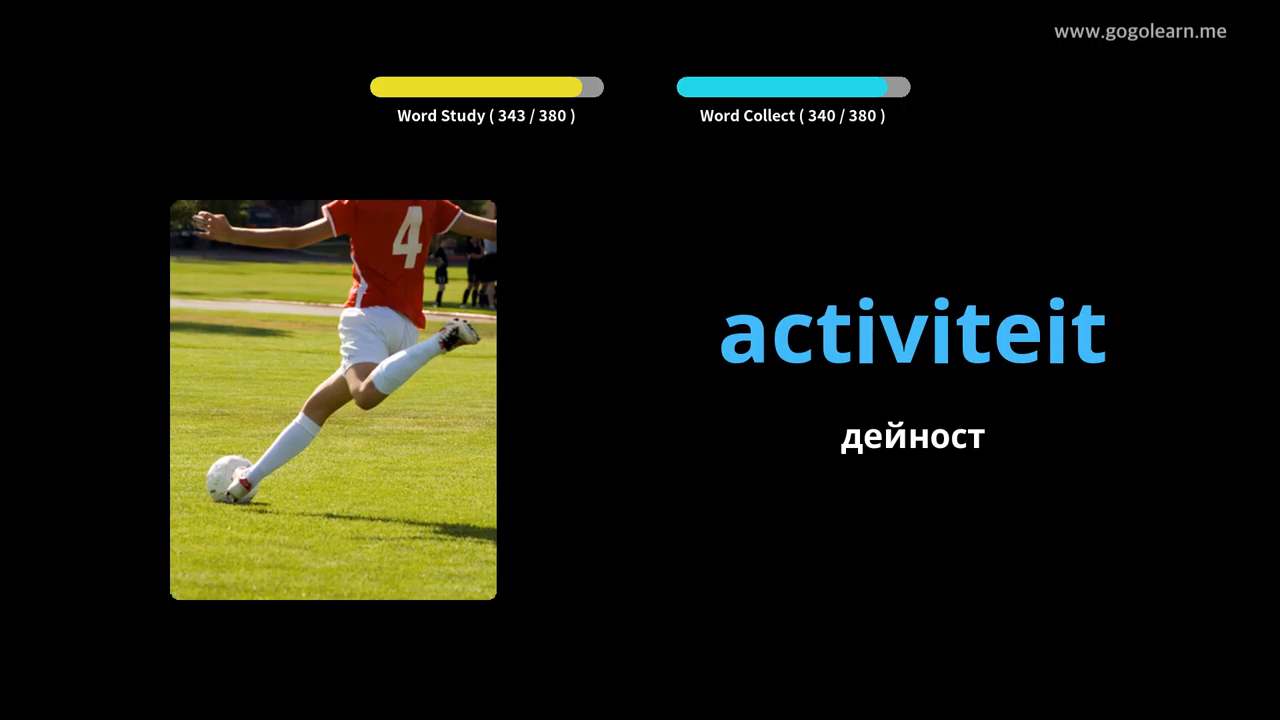 www.gogolearn.me
Word Study ( 343 / 380 )
Word Collect ( 340 / 380 )
4
activiteit
дейност